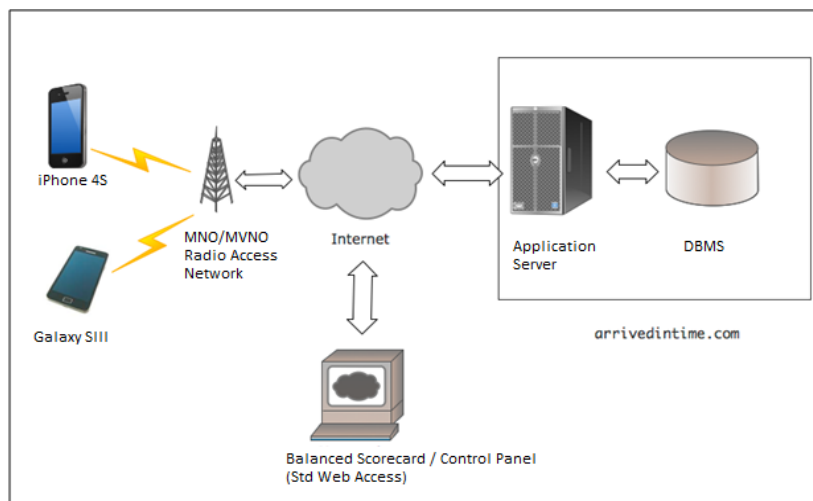 iPhone 4S
Galaxy SIII
MNO/MVNO
Radio Access
Network
Internet
Application
Server
DBMS
arrivedintime.com
Balanced Scorecard / Control Panel
(Std Web Access)